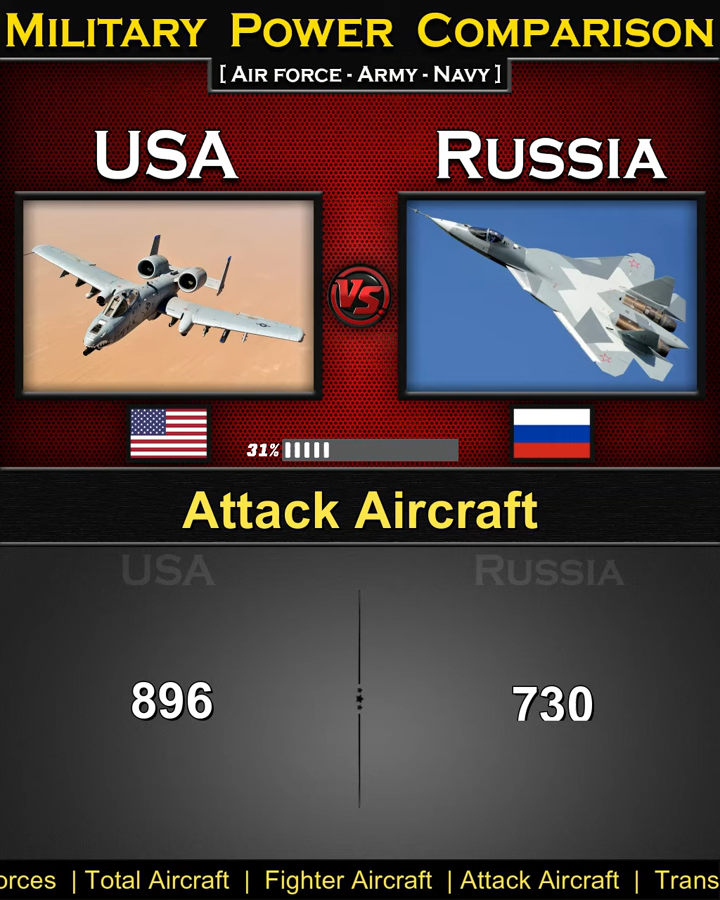 Military Power Comparison
[ Air force - Army - Navy ]
USA
Russia
VS.
31%
Attack Aircraft
USA
Russia
896
730
orces | Total Aircraft | Fighter Aircraft | Attack Aircraft | Trans